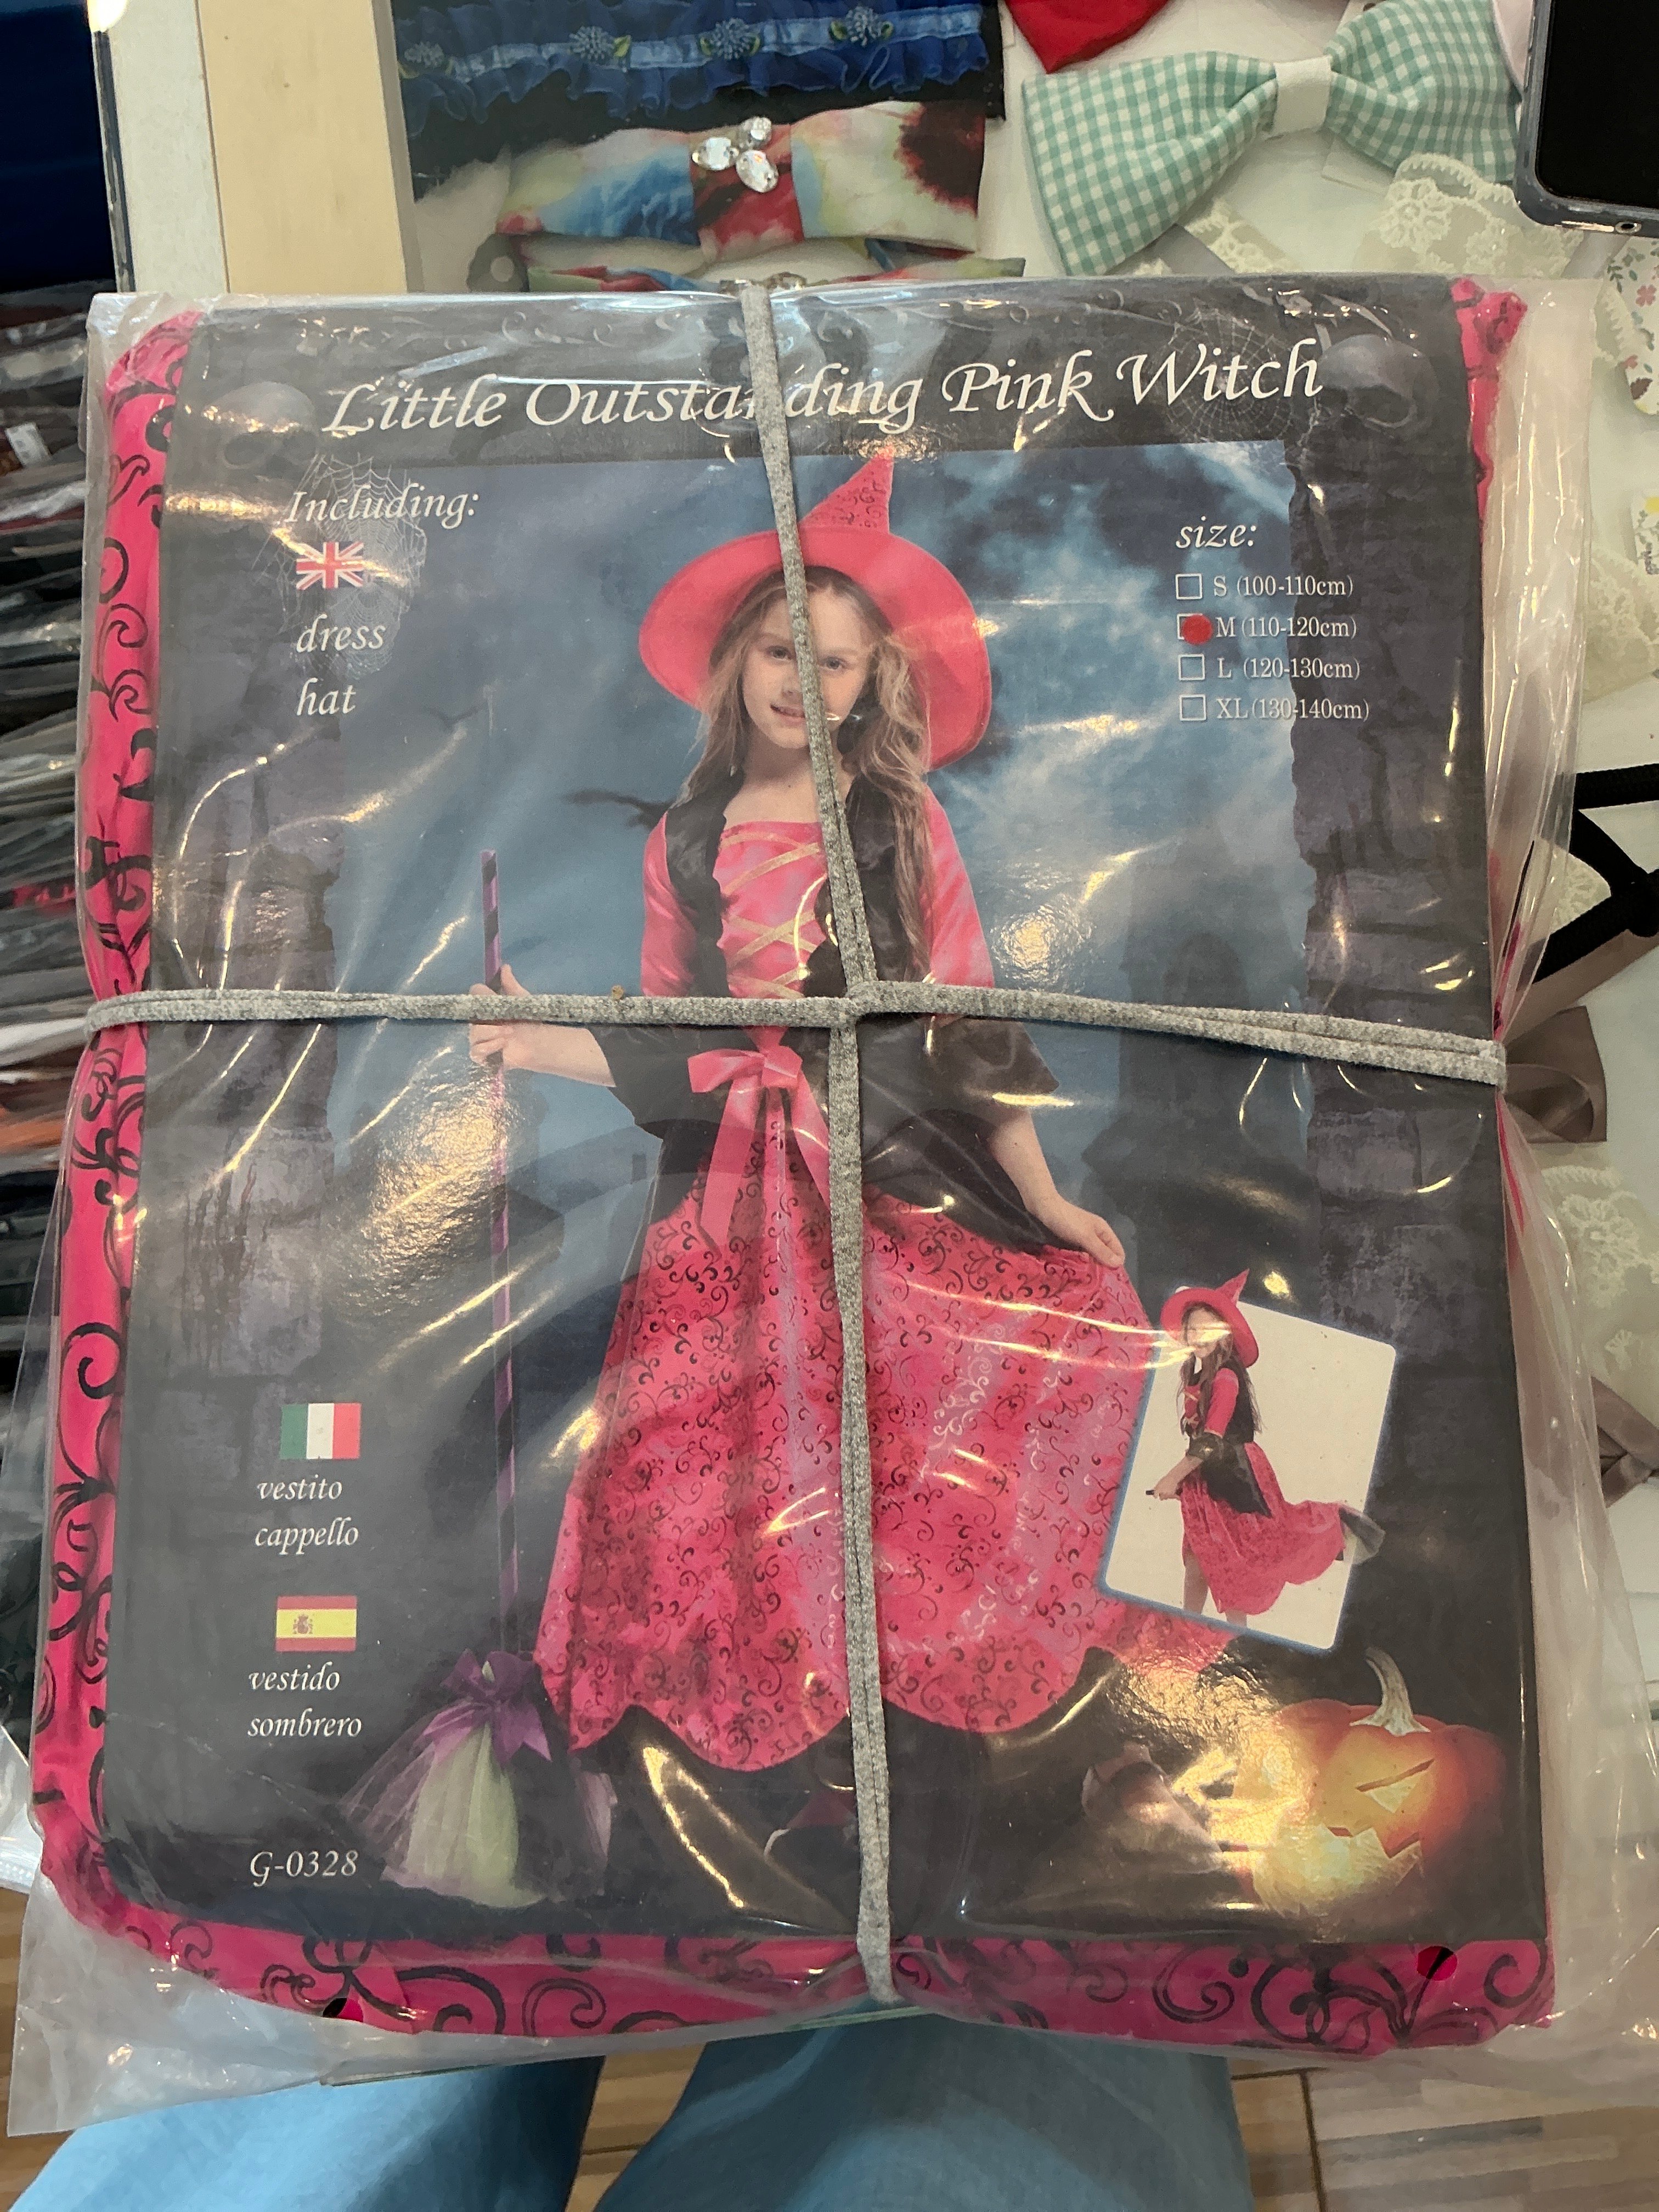 Little Outstanding Pink Witch
Including:
dress
hat
size:
S (100-110cm)
M (110-120cm)
L (120-130cm)
XL (130-140cm)
vestito
cappello
vestido
sombrero
G-0328